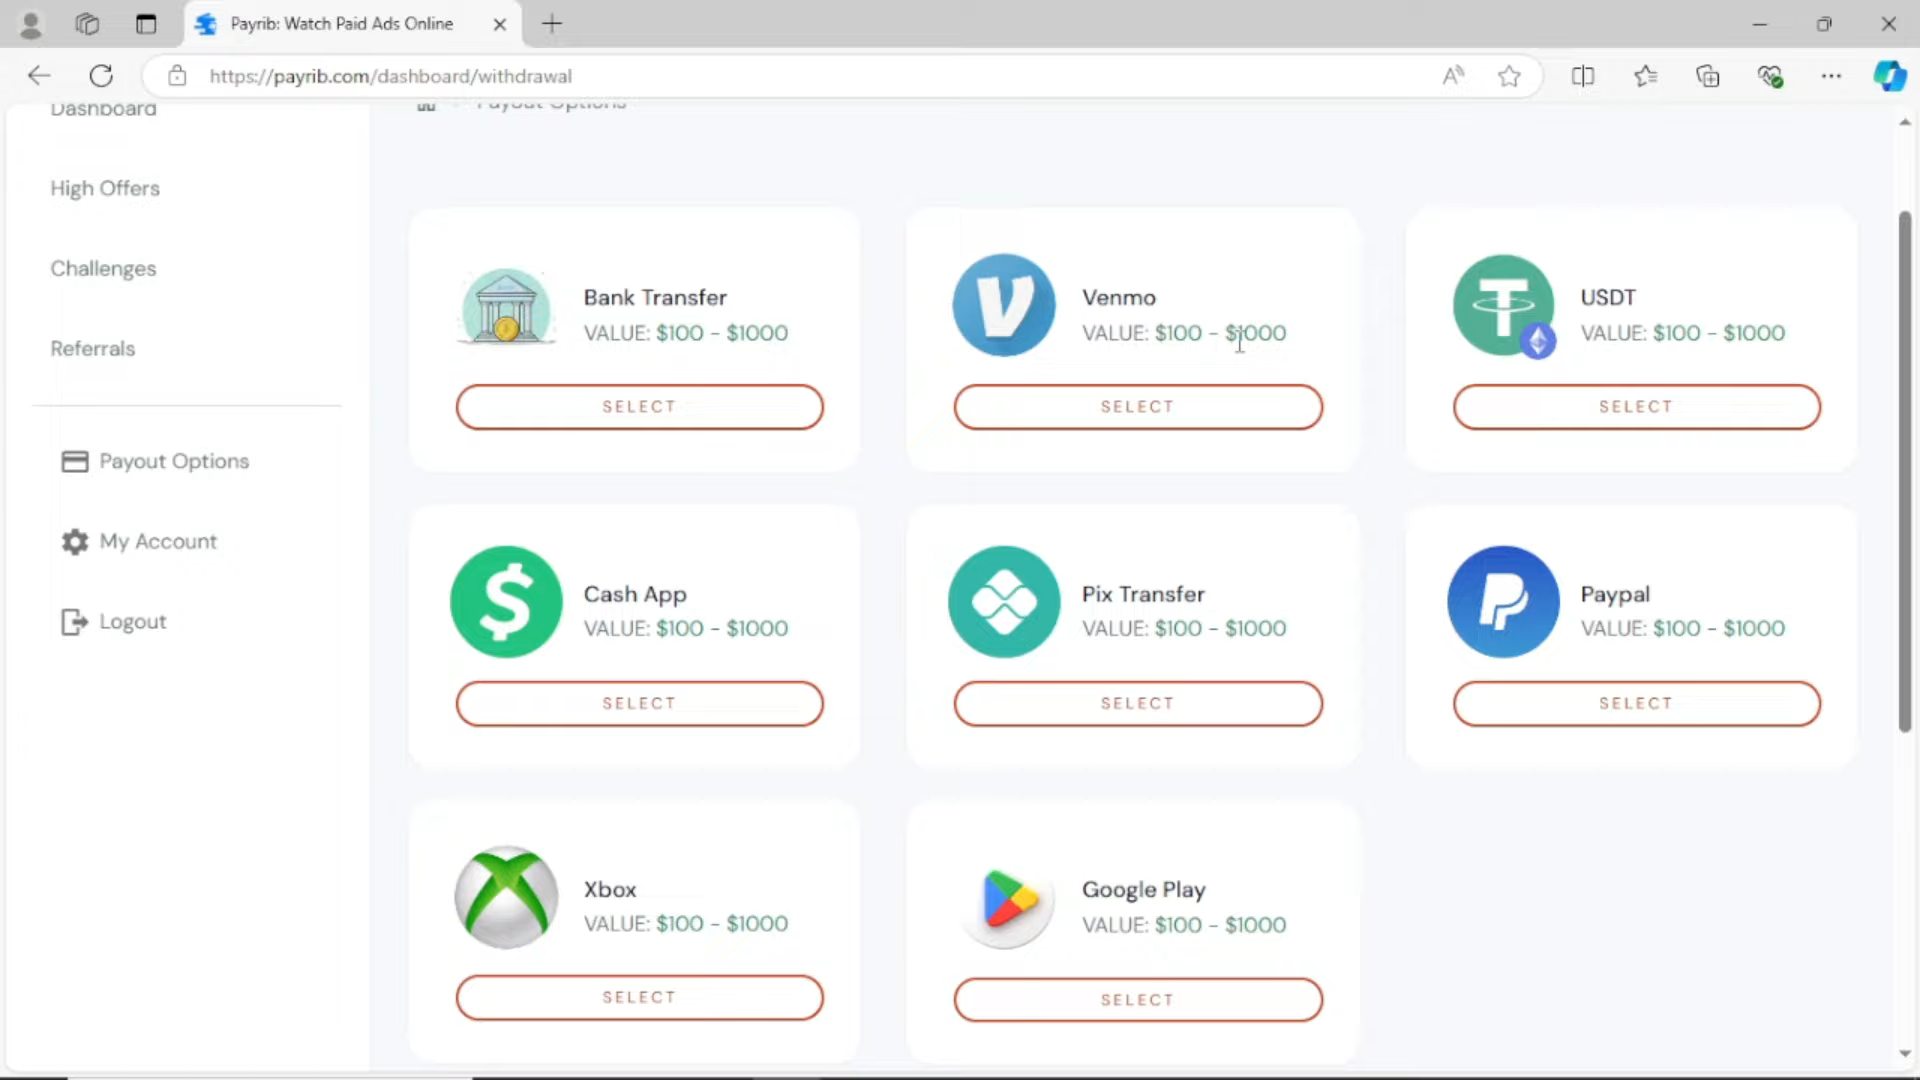 Payrib: Watch Paid Ads Online
https://payrib.com/dashboard/withdrawal
Dashboard
Payout Options
High Offers
Challenges
Referrals
Payout Options
My Account
Logout
Bank Transfer
VALUE: $100 - $1000
SELECT
Venmo
VALUE: $100 - $1000
SELECT
USDT
VALUE: $100 - $1000
SELECT
Cash App
VALUE: $100 - $1000
SELECT
Pix Transfer
VALUE: $100 - $1000
SELECT
Paypal
VALUE: $100 - $1000
SELECT
Xbox
VALUE: $100 - $1000
SELECT
Google Play
VALUE: $100 - $1000
SELECT